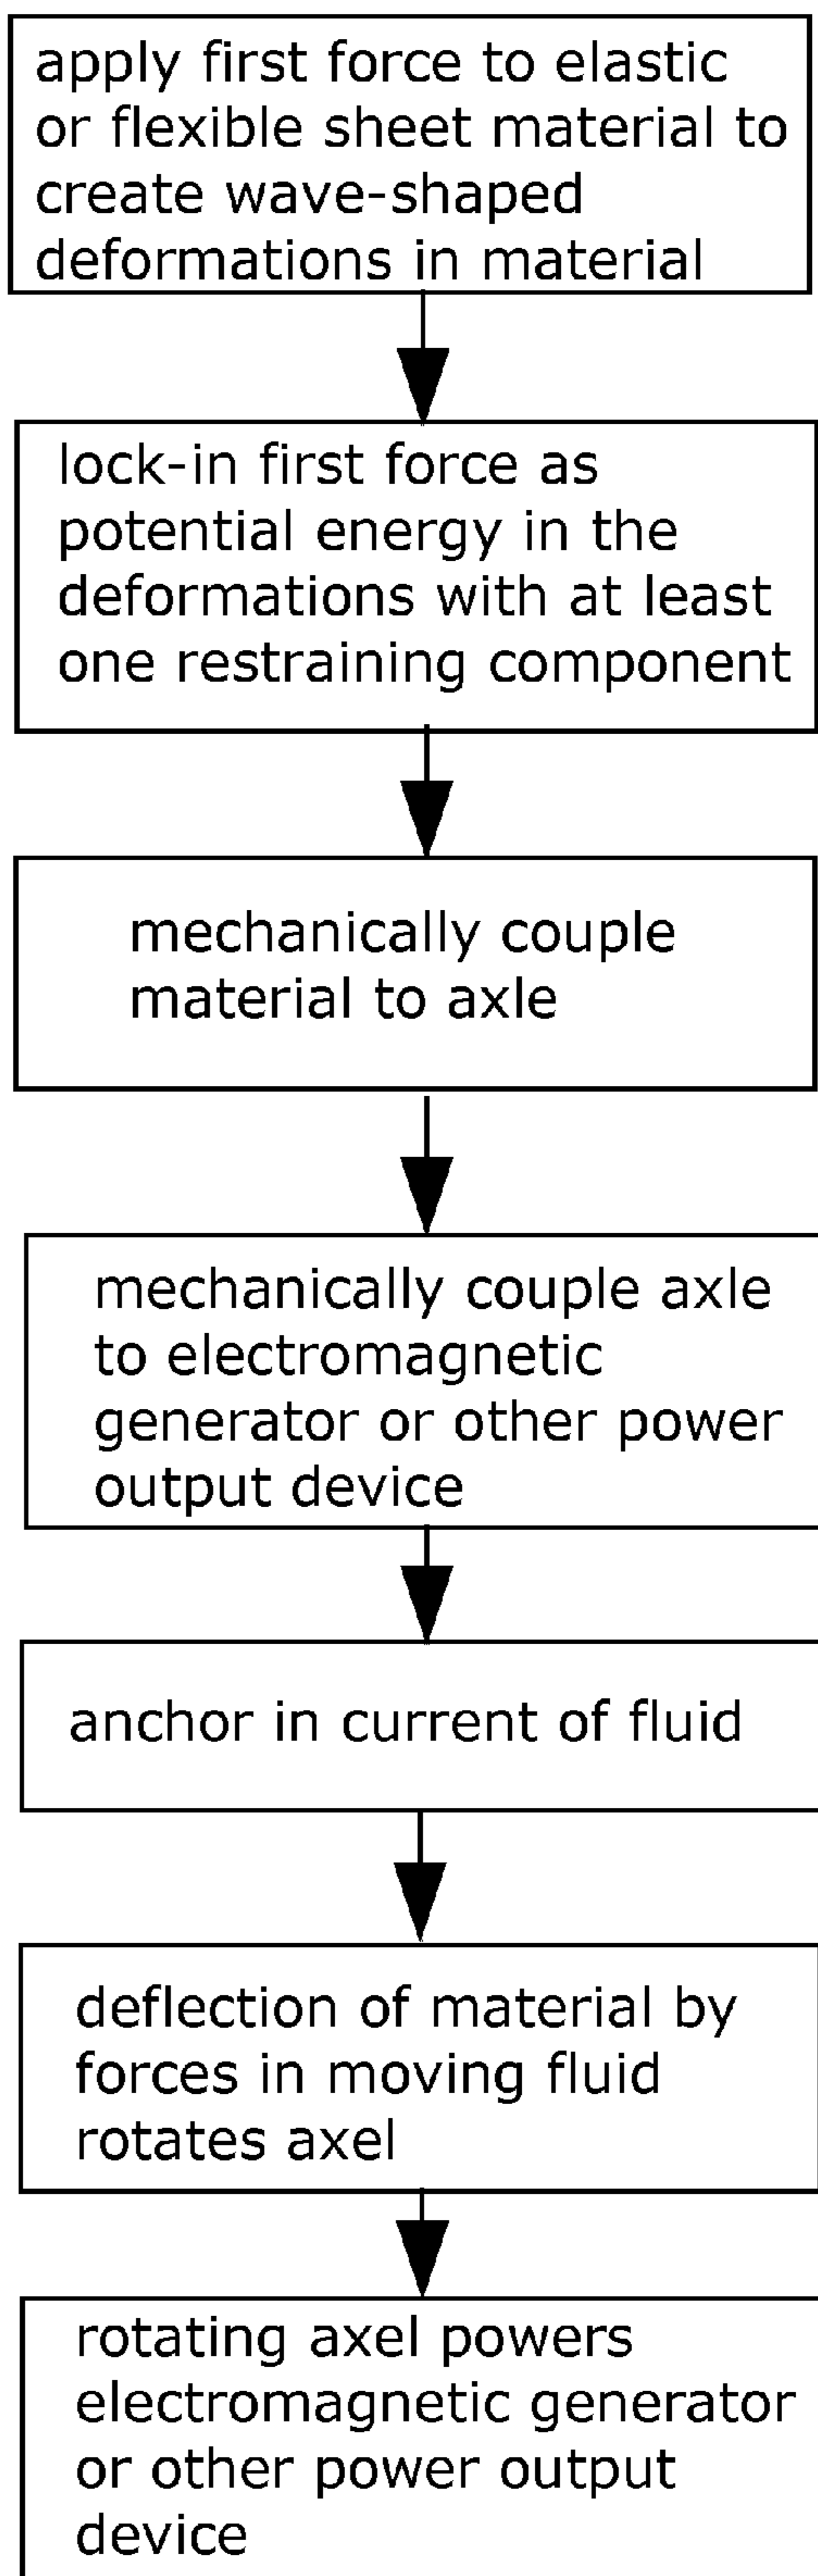 apply first force to elastic
or flexible sheet material to
create wave-shaped
deformations in material
lock-in first force as
potential energy in the
deformations with at least
one restraining component
mechanically couple
material to axle
mechanically couple axle
to electromagnetic
generator or other power
output device
anchor in current of fluid
deflection of material by
forces in moving fluid
rotates axel
rotating axel powers
electromagnetic generator
or other power output
device